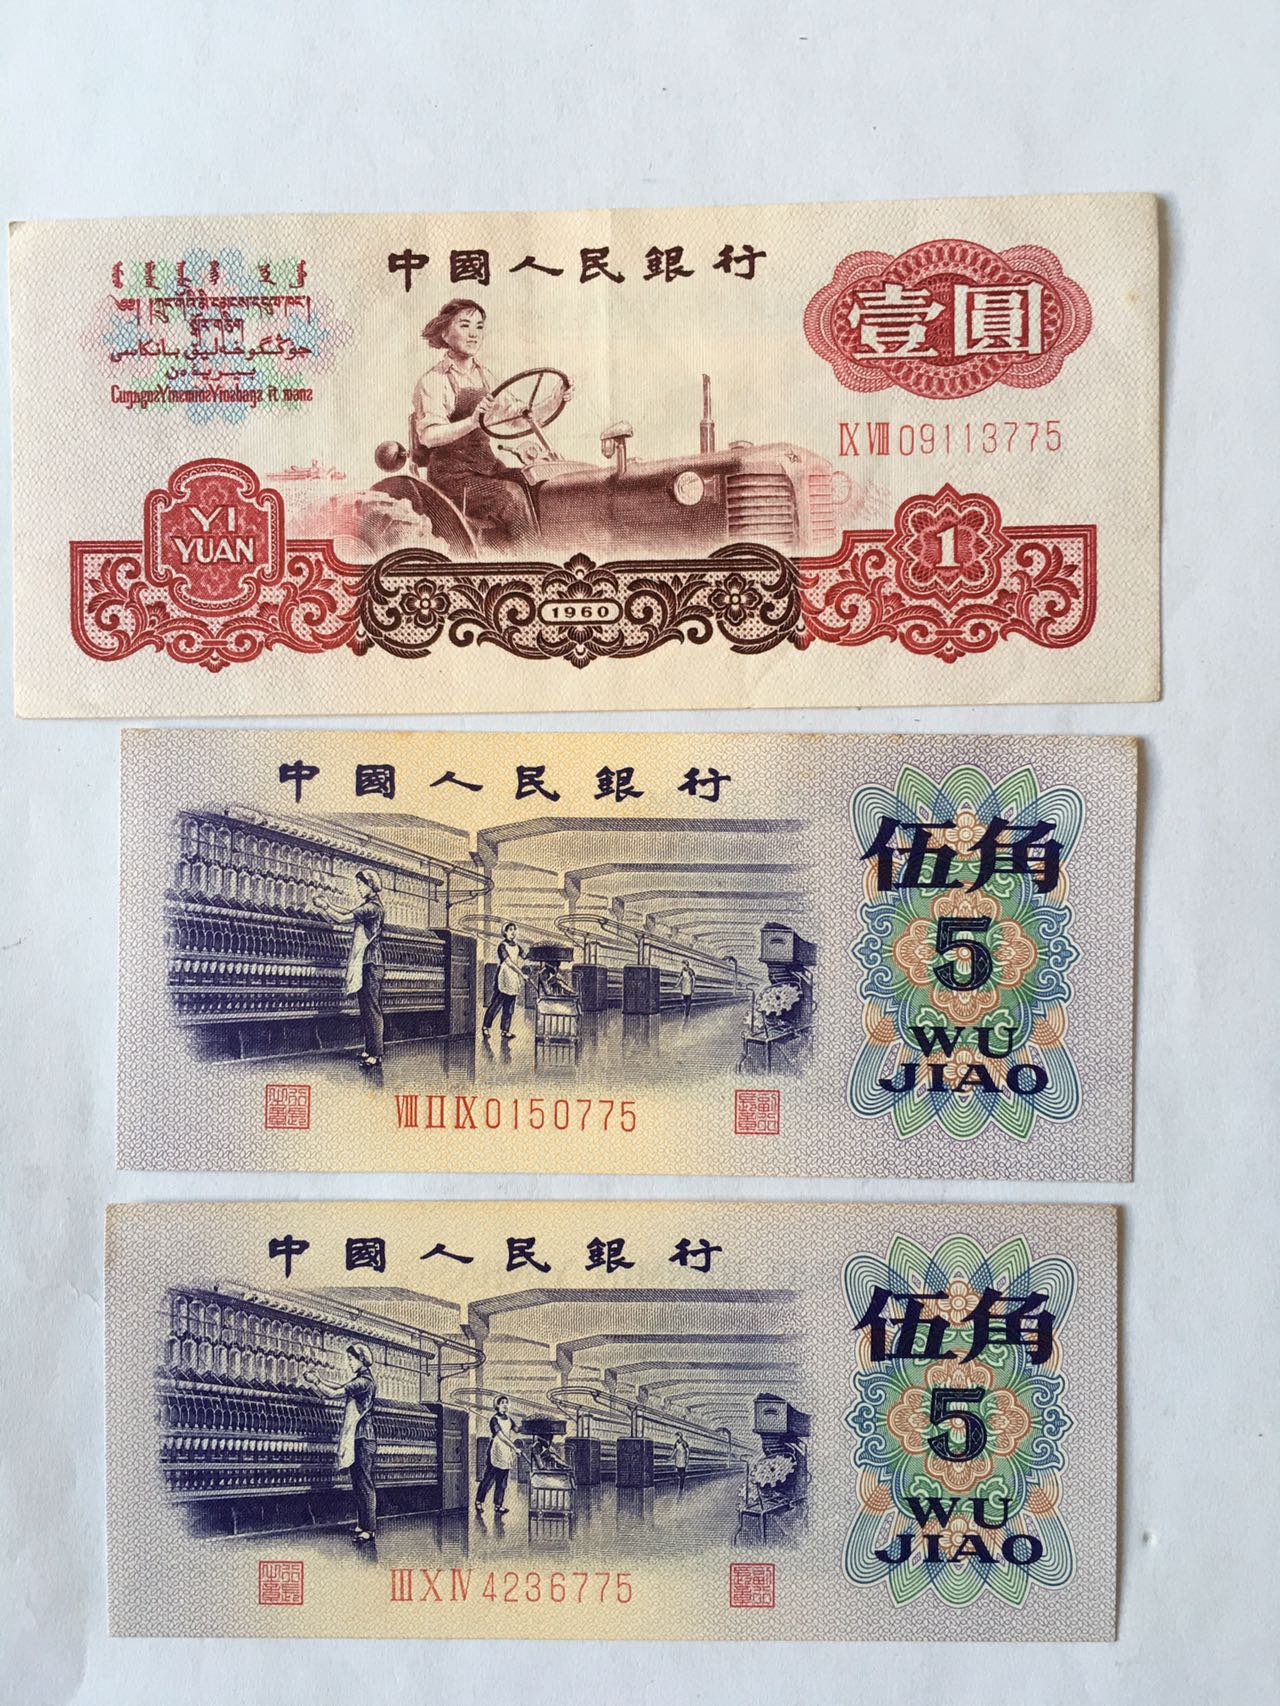 中國人民銀行
壹圓
IX VIII 09113775
YI
YUAN
1
1960
中國人民銀行
伍角
5
WU
JIAO
VIII II IX 0150775
中國人民銀行
伍角
5
WU
JIAO
III X IV 4236775